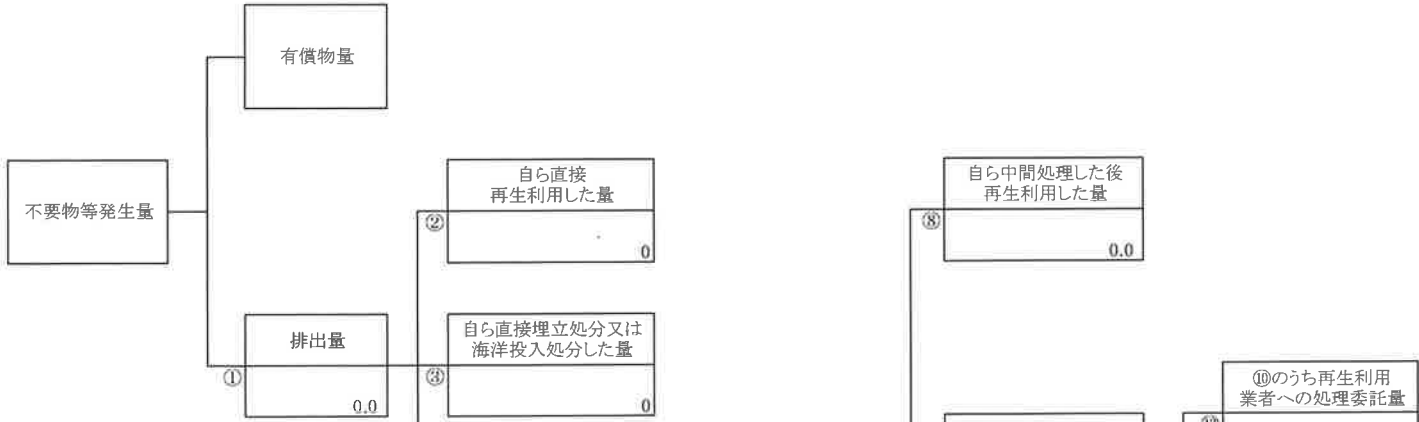 有償物量
不要物等発生量
自ら直接
再生利用した量
②
0
自ら中間処理した後
再生利用した量
⑧
0.0
排出量
①
0.0
自ら直接埋立処分又は
海洋投入処分した量
③
0
⑩のうち再生利用
業者への処理委託量